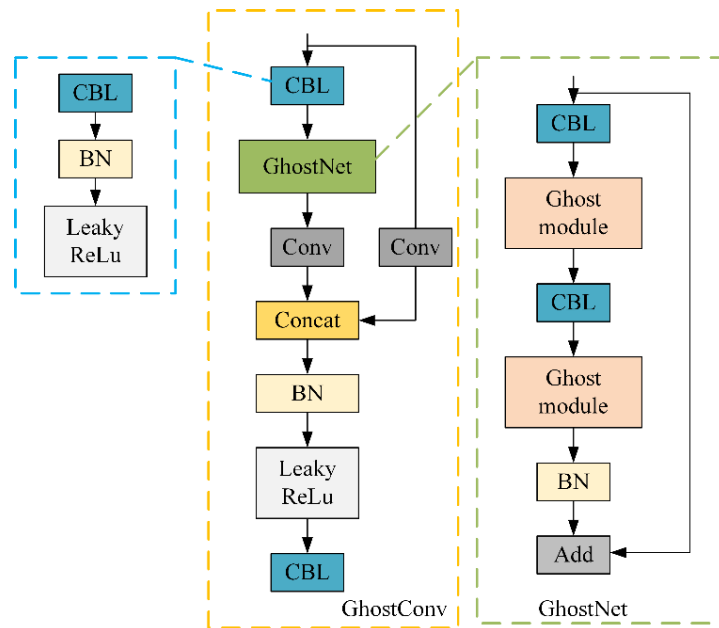 CBL
BN
Leaky
ReLu
CBL
GhostNet
Conv
Conv
Concat
BN
Leaky
ReLu
CBL
GhostConv
CBL
Ghost
module
CBL
Ghost
module
BN
Add
GhostNet